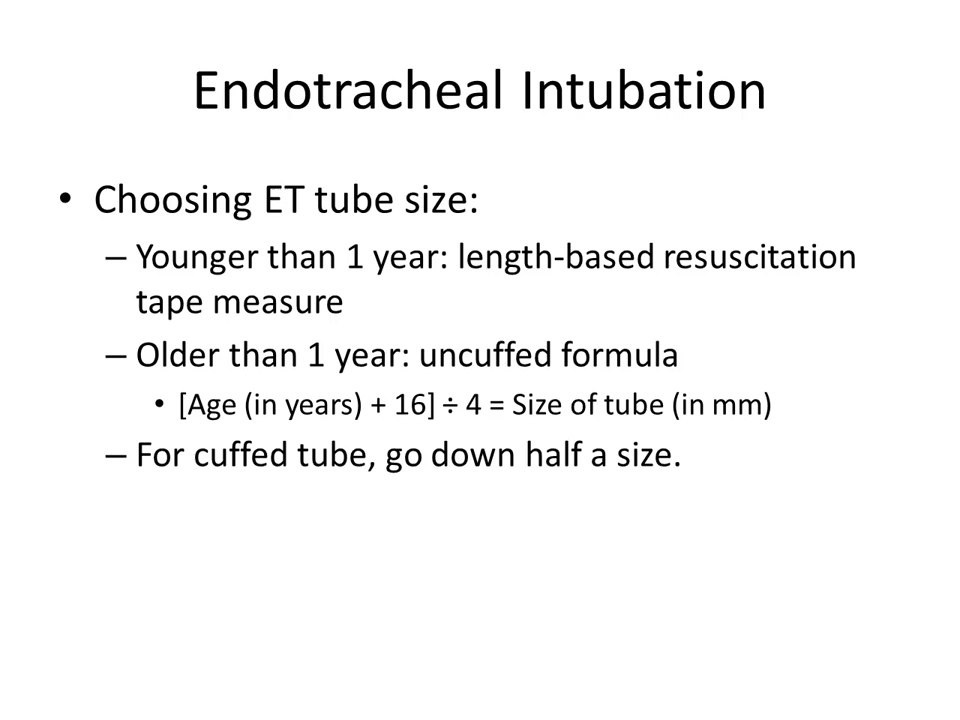 Endotracheal Intubation
• Choosing ET tube size:
– Younger than 1 year: length-based resuscitation
tape measure
– Older than 1 year: uncuffed formula
• [Age (in years) + 16] ÷ 4 = Size of tube (in mm)
– For cuffed tube, go down half a size.